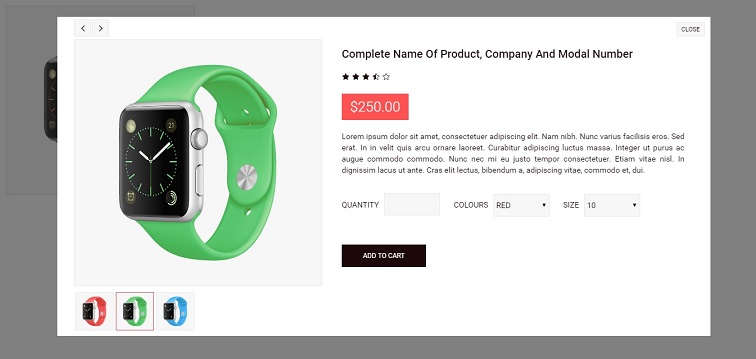 CLOSE
Complete Name Of Product, Company And Modal Number
$250.00
Lorem ipsum dolor sit amet, consectetuer adipiscing elit. Nam nibh. Nunc varius facilisis eros. Sed
erat. In in velit quis arcu ornare laoreet. Curabitur adipiscing luctus massa. Integer ut purus ac
augue commodo commodo. Nunc nec mi eu justo tempor consectetuer. Etiam vitae nisl. In
dignissim lacus ut ante. Cras elit lectus, bibendum a, adipiscing vitae, commodo et, dui.
QUANTITY COLOURS RED SIZE 10
ADD TO CART